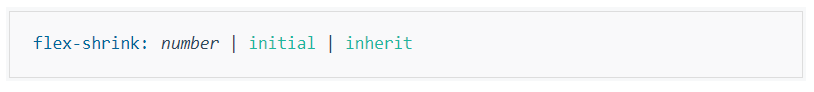 flex-shrink: number | initial | inherit